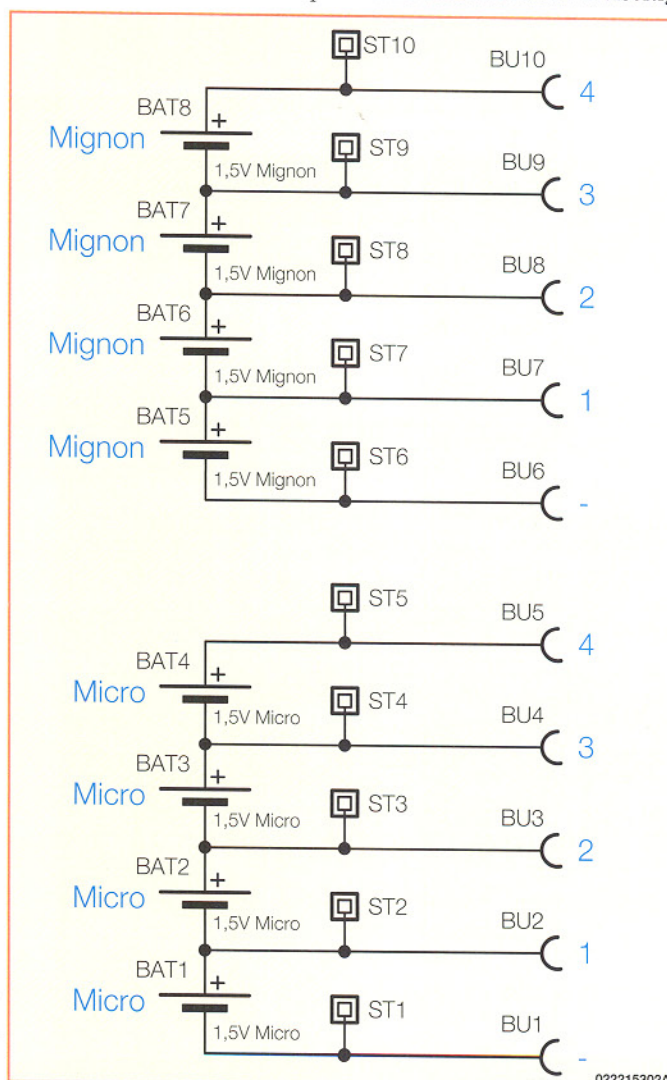 ST10
BU10
4
BAT8
+
Mignon
1,5V Mignon
ST9
BU9
3
BAT7
+
Mignon
1,5V Mignon
ST8
BU8
2
BAT6
+
Mignon
1,5V Mignon
ST7
BU7
1
BAT5
+
Mignon
1,5V Mignon
ST6
BU6
-
ST5
BU5
4
BAT4
+
Micro
1,5V Micro
ST4
BU4
3
BAT3
+
Micro
1,5V Micro
ST3
BU3
2
BAT2
+
Micro
1,5V Micro
ST2
BU2
1
BAT1
+
Micro
1,5V Micro
ST1
BU1
-